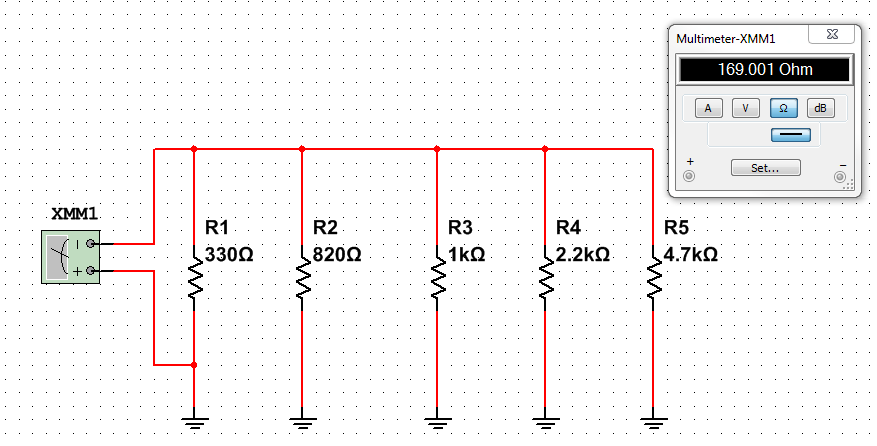 Multimeter-XMM1
169.001 Ohm
A V Ω dB
+ Set... −
XMM1
R1 R2 R3 R4 R5
330Ω 820Ω 1kΩ 2.2kΩ 4.7kΩ
−
+